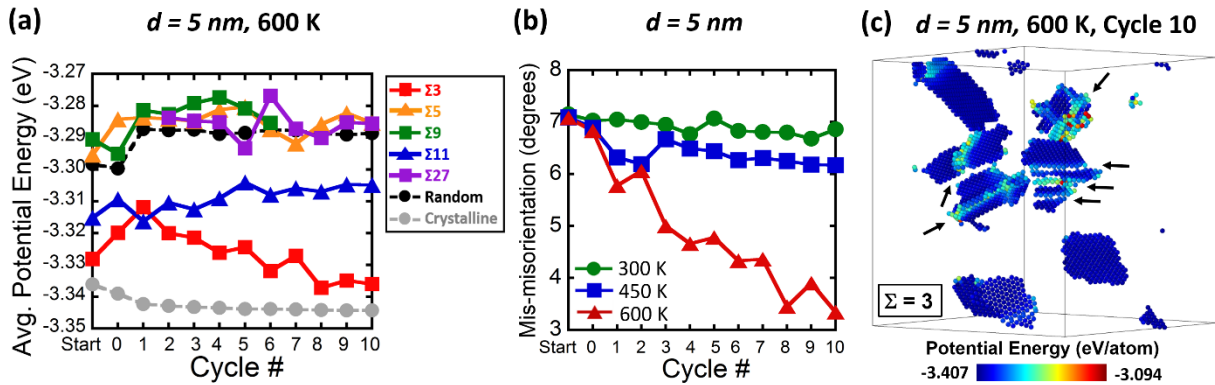 (a) d = 5 nm, 600 K
Avg. Potential Energy (eV)
-3.27
-3.28
-3.29
-3.30
-3.31
-3.32
-3.33
-3.34
-3.35
Start 0 1 2 3 4 5 6 7 8 9 10
Cycle #
Σ3
Σ5
Σ9
Σ11
Σ27
Random
Crystalline
(b) d = 5 nm
Mis-misorientation (degrees)
8
7
6
5
4
3
300 K
450 K
600 K
Start 0 1 2 3 4 5 6 7 8 9 10
Cycle #
(c) d = 5 nm, 600 K, Cycle 10
Σ = 3
Potential Energy (eV/atom)
-3.407 -3.094